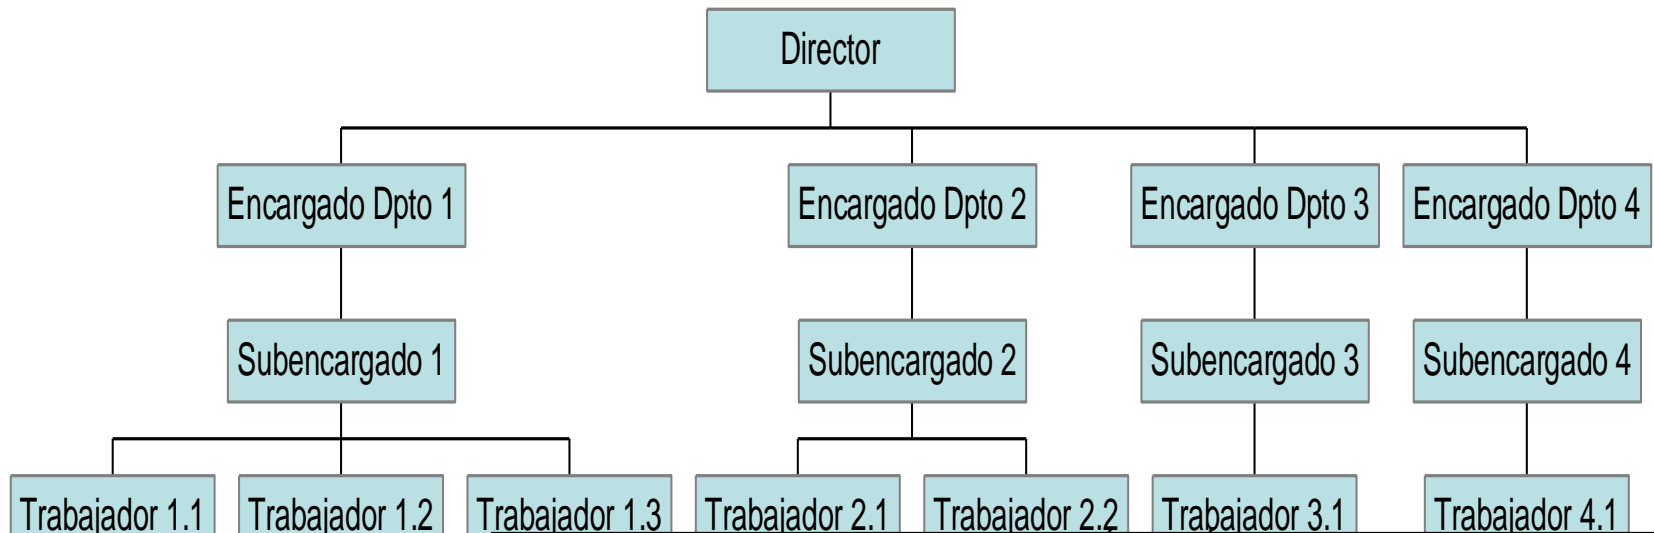 Director
Encargado Dpto 1
Encargado Dpto 2
Encargado Dpto 3
Encargado Dpto 4
Subencargado 1
Subencargado 2
Subencargado 3
Subencargado 4
Trabajador 1.1
Trabajador 1.2
Trabajador 1.3
Trabajador 2.1
Trabajador 2.2
Trabajador 3.1
Trabajador 4.1